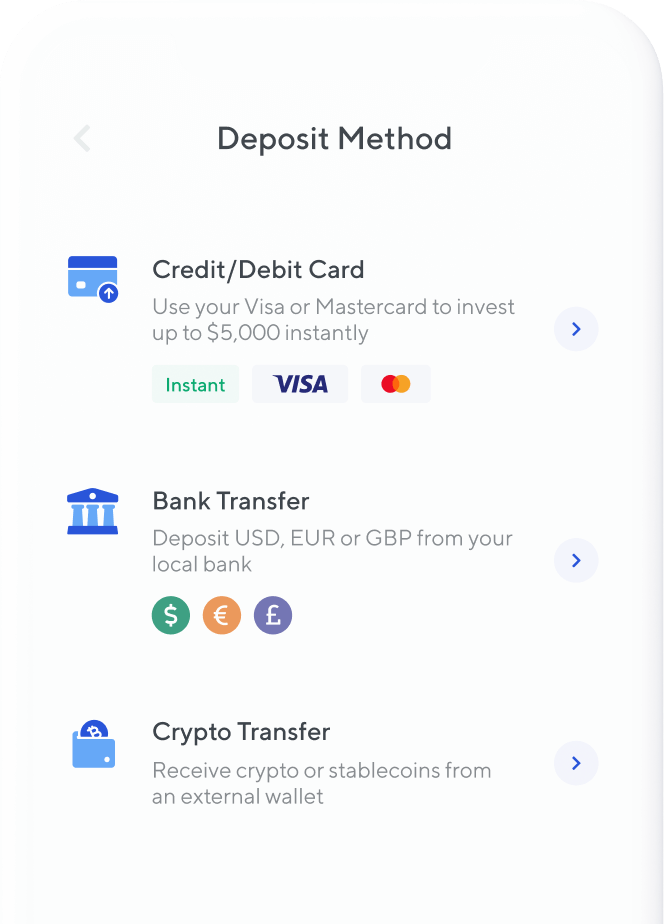 Deposit Method
Credit/Debit Card
Use your Visa or Mastercard to invest
up to $5,000 instantly
Instant VISA
Bank Transfer
Deposit USD, EUR or GBP from your
local bank
$ € £
Crypto Transfer
Receive crypto or stablecoins from
an external wallet